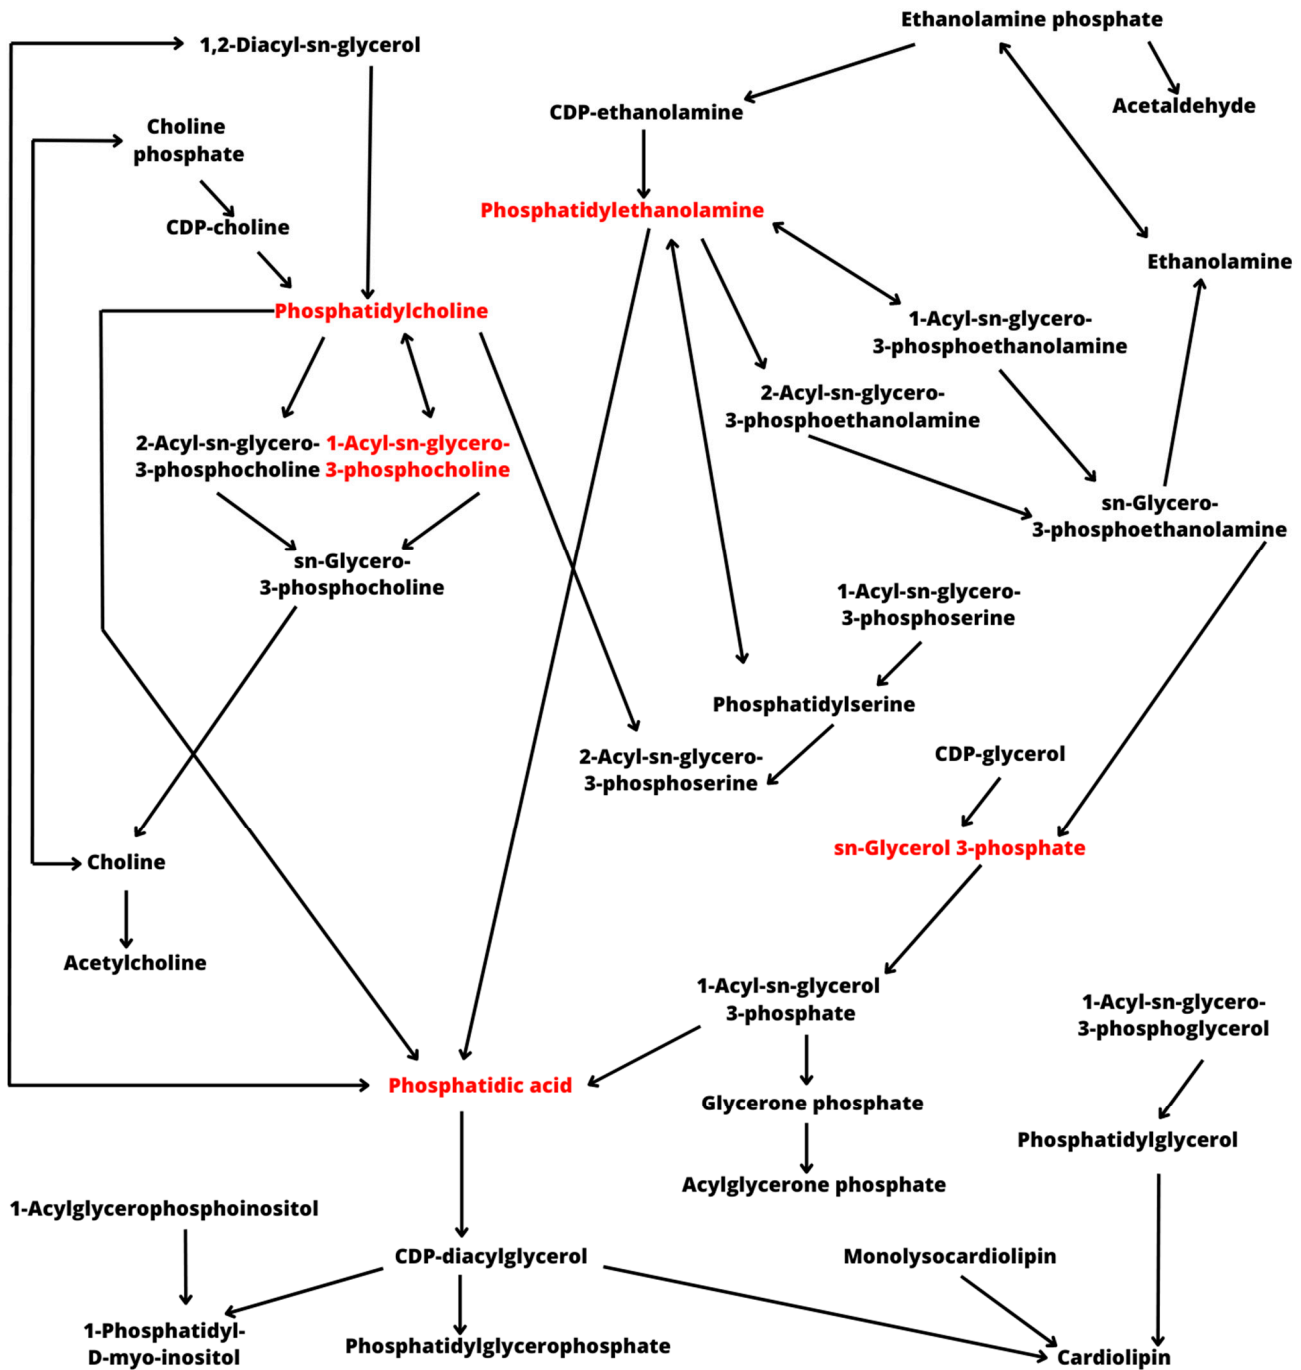 Ethanolamine phosphate
1,2-Diacyl-sn-glycerol
Acetaldehyde
CDP-ethanolamine
Choline
phosphate
Phosphatidylethanolamine
CDP-choline
Ethanolamine
Phosphatidylcholine
1-Acyl-sn-glycero-
3-phosphoethanolamine
2-Acyl-sn-glycero-
3-phosphoethanolamine
2-Acyl-sn-glycero-
3-phosphocholine
1-Acyl-sn-glycero-
3-phosphocholine
sn-Glycero-
3-phosphoethanolamine
sn-Glycero-
3-phosphocholine
1-Acyl-sn-glycero-
3-phosphoserine
Phosphatidylserine
2-Acyl-sn-glycero-
3-phosphoserine
CDP-glycerol
sn-Glycerol 3-phosphate
Choline
Acetylcholine
1-Acyl-sn-glycerol
3-phosphate
1-Acyl-sn-glycero-
3-phosphoglycerol
Phosphatidic acid
Glycerone phosphate
Phosphatidylglycerol
Acylglycerone phosphate
1-Acylglycerophosphoinositol
CDP-diacylglycerol
Monolysocardiolipin
1-Phosphatidyl-
D-myo-inositol
Phosphatidylglycerophosphate
Cardiolipin